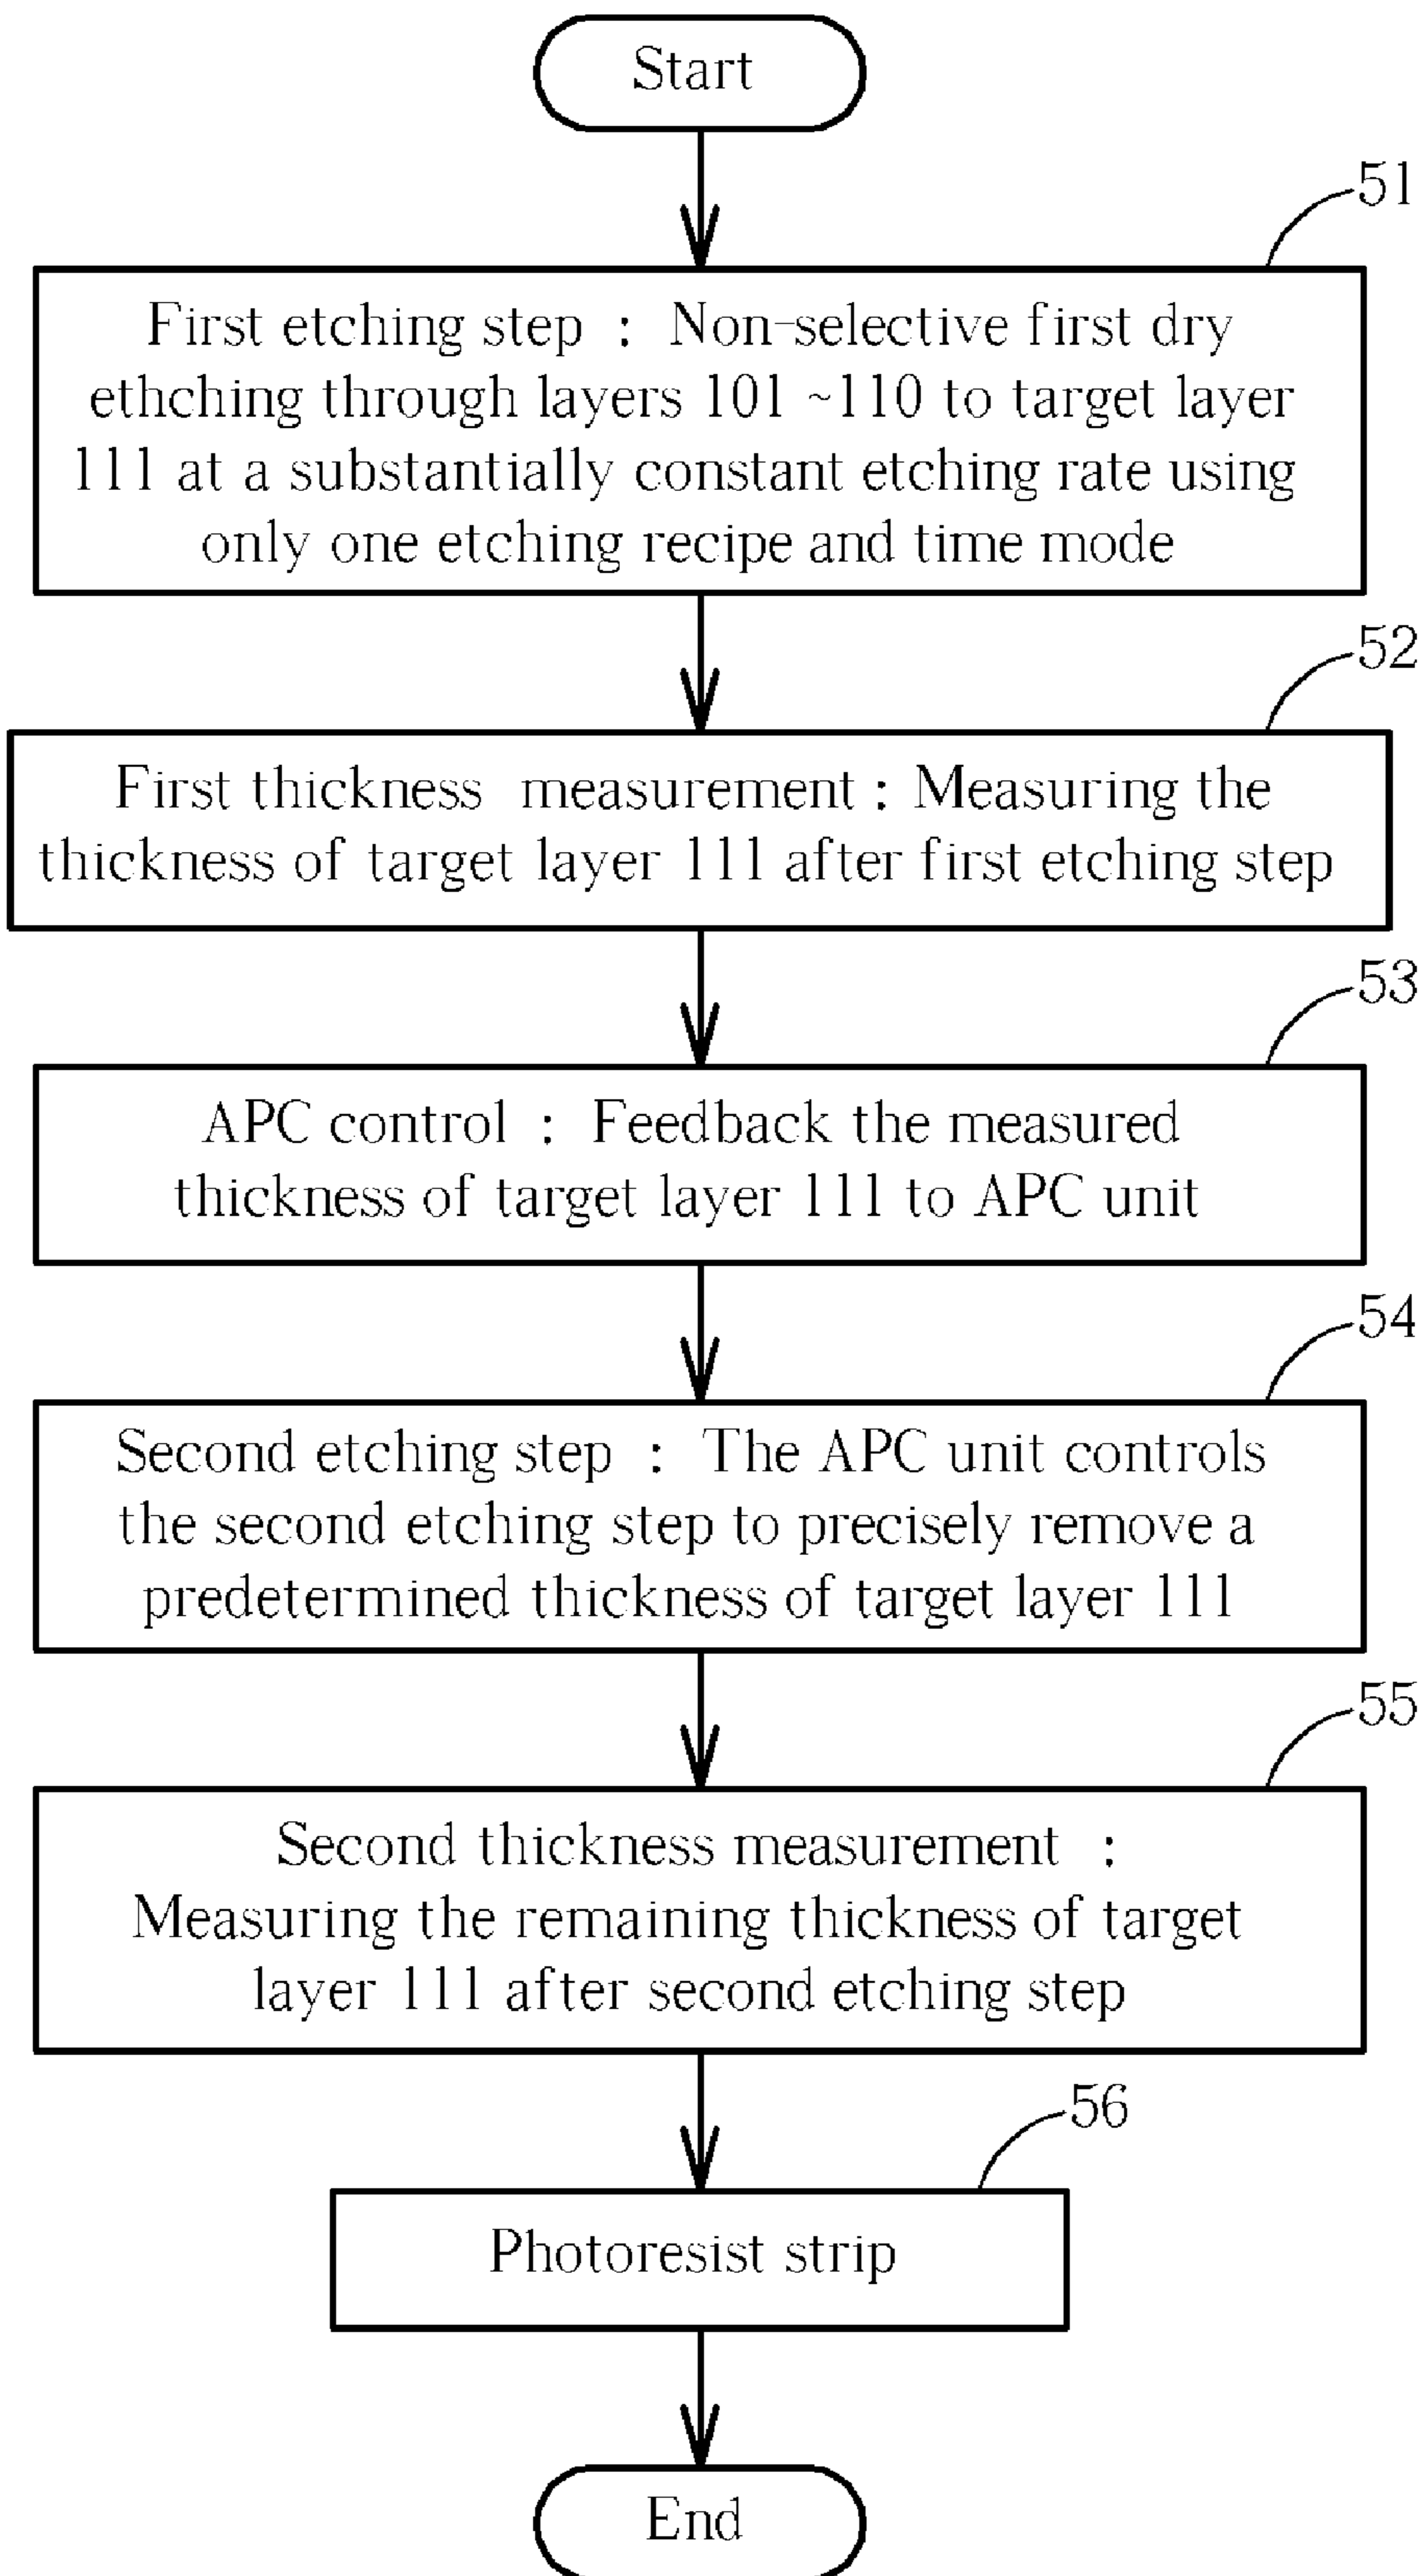 Start
51
First etching step : Non-selective first dry
ethching through layers 101 ~110 to target layer
111 at a substantially constant etching rate using
only one etching recipe and time mode
52
First thickness measurement : Measuring the
thickness of target layer 111 after first etching step
53
APC control : Feedback the measured
thickness of target layer 111 to APC unit
54
Second etching step : The APC unit controls
the second etching step to precisely remove a
predetermined thickness of target layer 111
55
Second thickness measurement :
Measuring the remaining thickness of target
layer 111 after second etching step
56
Photoresist strip
End